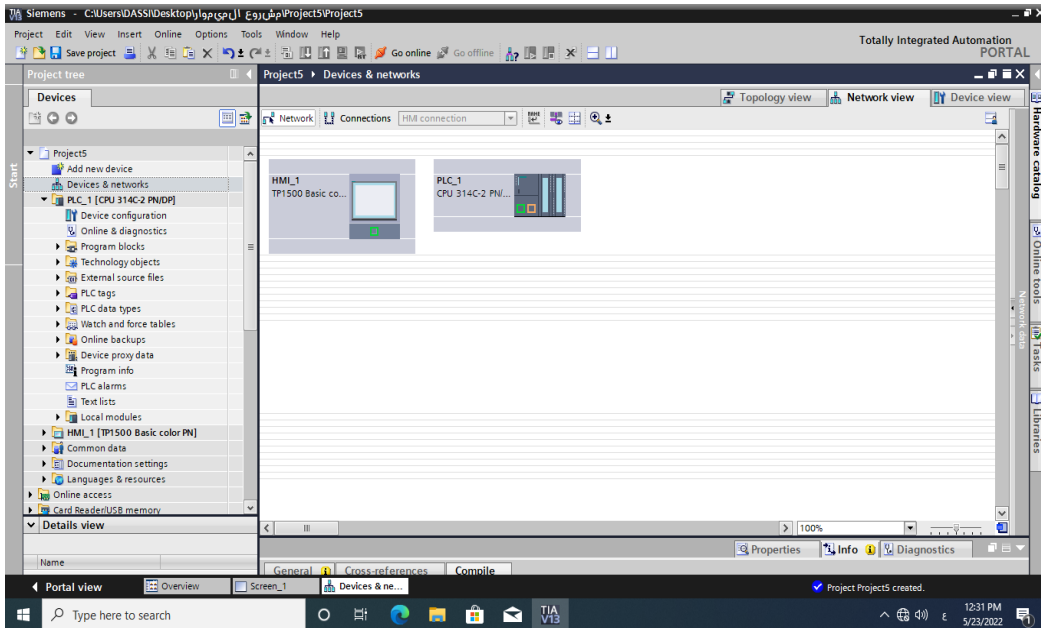 Siemens - C:\Users\DASSI\Desktop\مشروع الميموار\Project5\Project5
Project Edit View Insert Online Options Tools Window Help
Totally Integrated Automation
PORTAL
Save project Go online Go offline
Project tree
Project5 Devices & networks
Devices
Topology view Network view Device view
Network Connections HMI connection
Project5
Add new device
Devices & networks
PLC_1 [CPU 314C-2 PN/DP]
Device configuration
Online & diagnostics
Program blocks
Technology objects
External source files
PLC tags
PLC data types
Watch and force tables
Online backups
Device proxy data
Program info
PLC alarms
Text lists
Local modules
HMI_1 [TP1500 Basic color PN]
Common data
Documentation settings
Languages & resources
Online access
Card Reader/USB memory
HMI_1
TP1500 Basic co...
PLC_1
CPU 314C-2 PN/...
Start
Hardware catalog
Online tools
Tasks
Libraries
Network data
Details view
Name
100%
Properties Info Diagnostics
General Cross-references Compile
Portal view Overview Screen_1 Devices & ne... Project Project5 created.
Type here to search
TIA
V13
ع
12:31 PM
5/23/2022
1